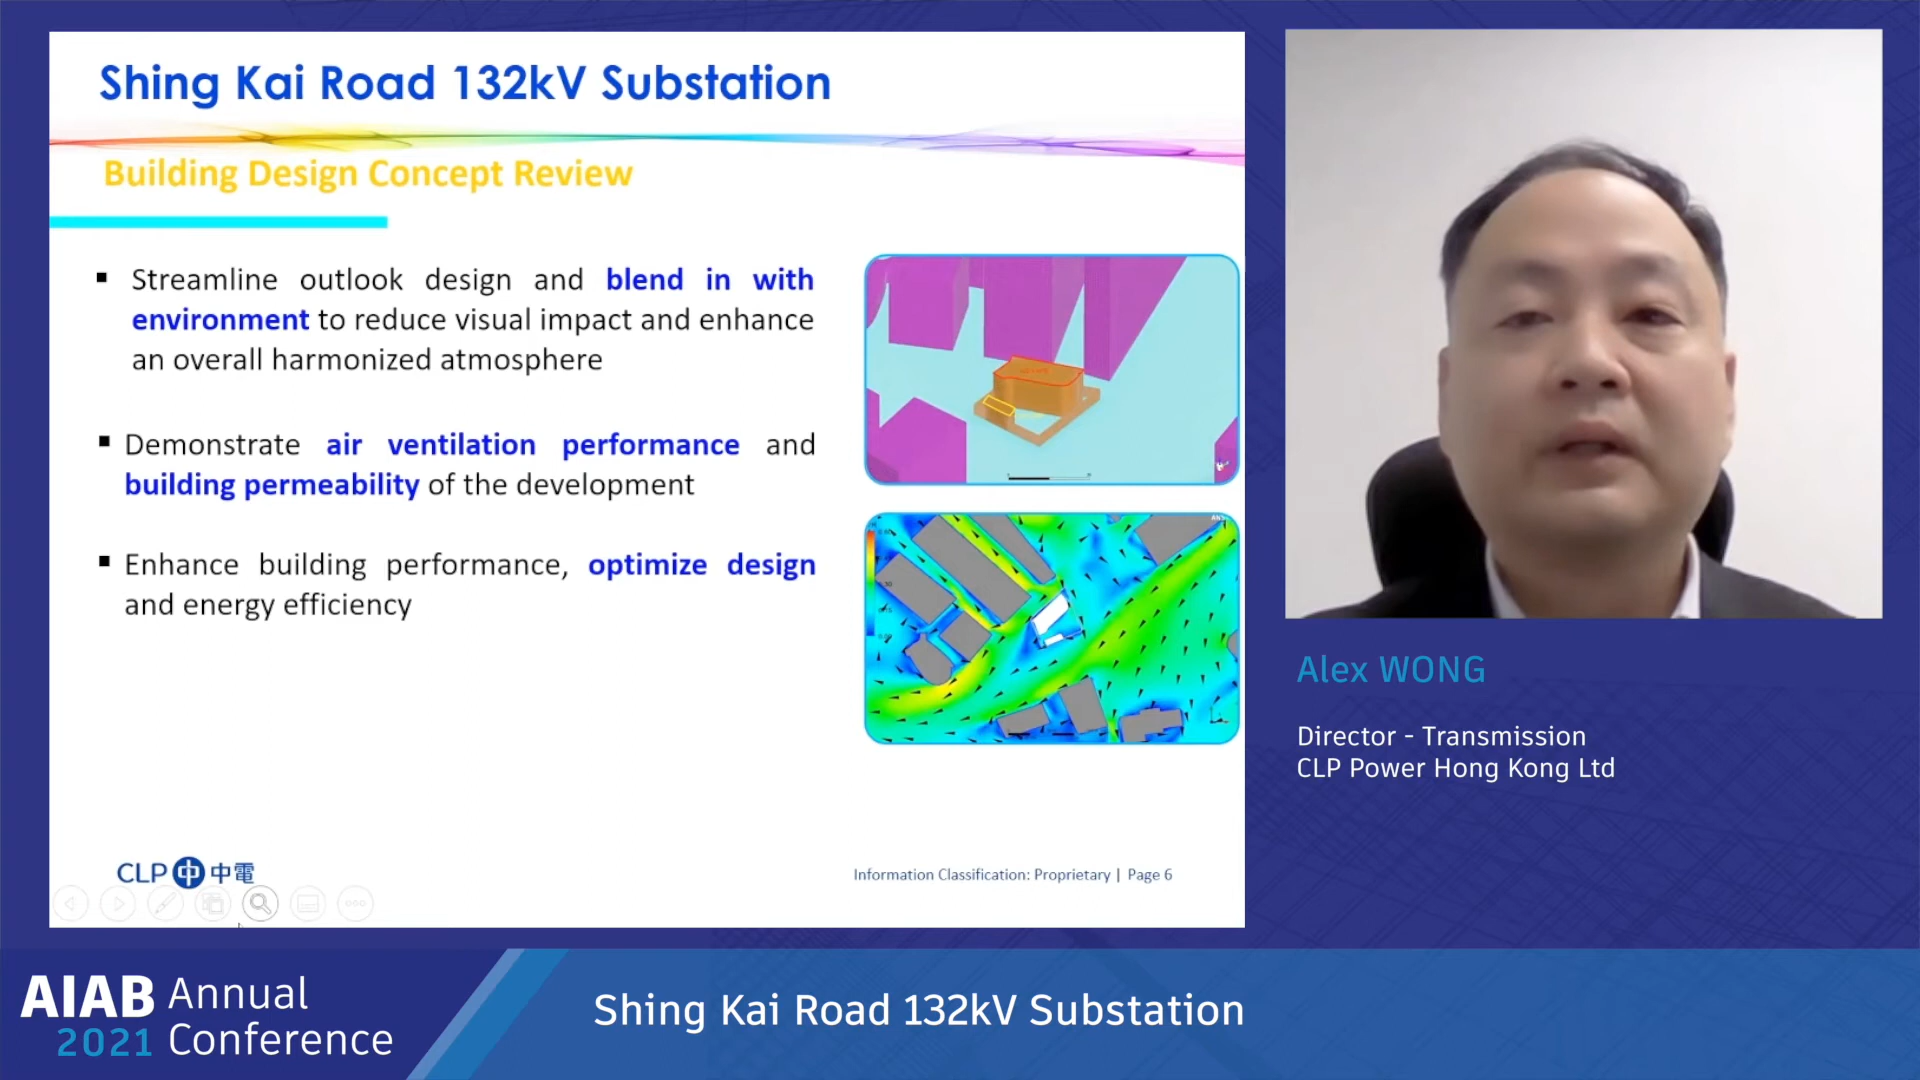 Shing Kai Road 132kV Substation
Building Design Concept Review
▪ Streamline outlook design and blend in with
environment to reduce visual impact and enhance
an overall harmonized atmosphere
▪ Demonstrate air ventilation performance and
building permeability of the development
▪ Enhance building performance, optimize design
and energy efficiency
CLP 中電
Information Classification: Proprietary | Page 6
Alex WONG
Director - Transmission
CLP Power Hong Kong Ltd
AIAB Annual
2021 Conference
Shing Kai Road 132kV Substation